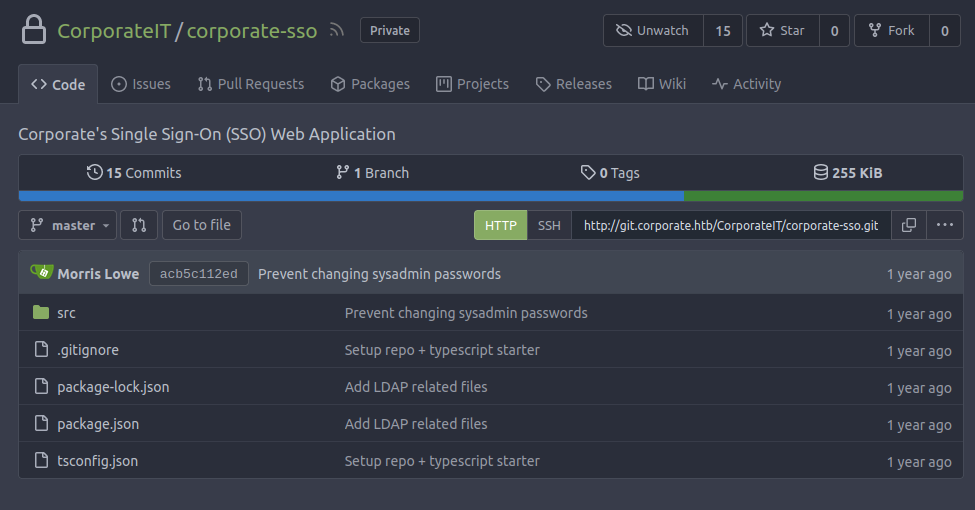 CorporateIT / corporate-sso Private Unwatch 15 Star 0 Fork 0
Code Issues Pull Requests Packages Projects Releases Wiki Activity
Corporate's Single Sign-On (SSO) Web Application
15 Commits 1 Branch 0 Tags 255 KiB
master Go to file HTTP SSH http://git.corporate.htb/CorporateIT/corporate-sso.git
Morris Lowe acb5c112ed Prevent changing sysadmin passwords 1 year ago
src Prevent changing sysadmin passwords 1 year ago
.gitignore Setup repo + typescript starter 1 year ago
package-lock.json Add LDAP related files 1 year ago
package.json Add LDAP related files 1 year ago
tsconfig.json Setup repo + typescript starter 1 year ago